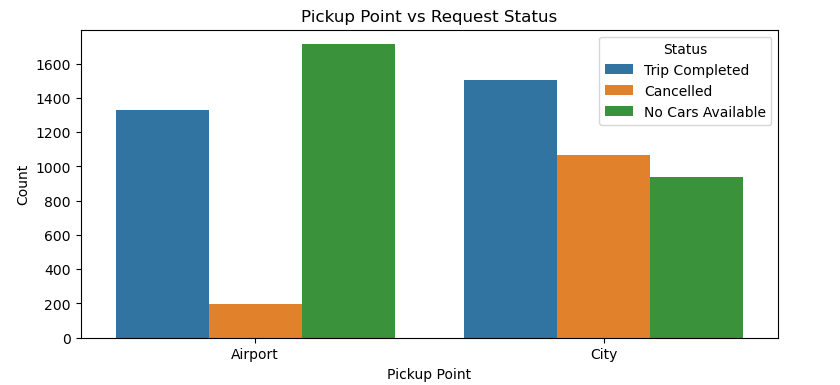 Pickup Point vs Request Status
Status
Trip Completed
Cancelled
No Cars Available
Count
1600
1400
1200
1000
800
600
400
200
0
Airport
City
Pickup Point